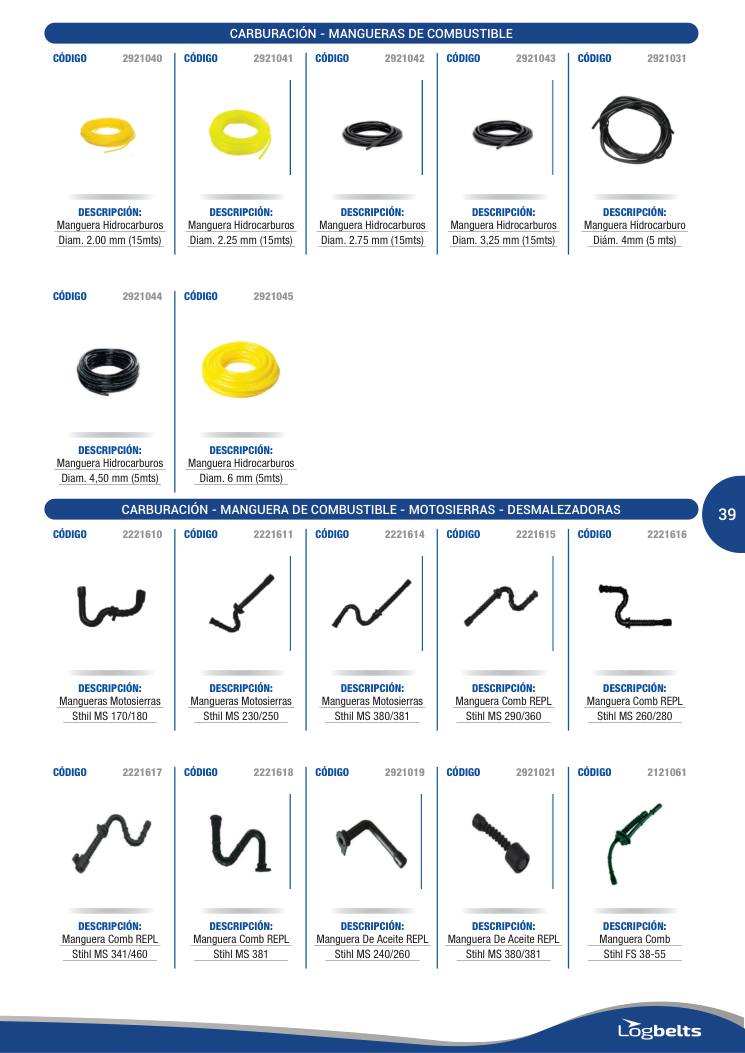 CARBURACIÓN - MANGUERAS DE COMBUSTIBLE
CÓDIGO 2921040
DESCRIPCIÓN:
Manguera Hidrocarburos
Diam. 2.00 mm (15mts)
CÓDIGO 2921041
DESCRIPCIÓN:
Manguera Hidrocarburos
Diam. 2.25 mm (15mts)
CÓDIGO 2921042
DESCRIPCIÓN:
Manguera Hidrocarburos
Diam. 2.75 mm (15mts)
CÓDIGO 2921043
DESCRIPCIÓN:
Manguera Hidrocarburos
Diam. 3,25 mm (15mts)
CÓDIGO 2921031
DESCRIPCIÓN:
Manguera Hidrocarburo
Diám. 4mm (5 mts)
CÓDIGO 2921044
DESCRIPCIÓN:
Manguera Hidrocarburos
Diam. 4,50 mm (5mts)
CÓDIGO 2921045
DESCRIPCIÓN:
Manguera Hidrocarburos
Diam. 6 mm (5mts)
CARBURACIÓN - MANGUERA DE COMBUSTIBLE - MOTOSIERRAS - DESMALEZADORAS
39
CÓDIGO 2221610
DESCRIPCIÓN:
Mangueras Motosierras
Sthil MS 170/180
CÓDIGO 2221611
DESCRIPCIÓN:
Mangueras Motosierras
Sthil MS 230/250
CÓDIGO 2221614
DESCRIPCIÓN:
Mangueras Motosierras
Sthil MS 380/381
CÓDIGO 2221615
DESCRIPCIÓN:
Manguera Comb REPL
Stihl MS 290/360
CÓDIGO 2221616
DESCRIPCIÓN:
Manguera Comb REPL
Stihl MS 260/280
CÓDIGO 2221617
DESCRIPCIÓN:
Manguera Comb REPL
Stihl MS 341/460
CÓDIGO 2221618
DESCRIPCIÓN:
Manguera Comb REPL
Stihl MS 381
CÓDIGO 2921019
DESCRIPCIÓN:
Manguera De Aceite REPL
Stihl MS 240/260
CÓDIGO 2921021
DESCRIPCIÓN:
Manguera De Aceite REPL
Stihl MS 380/381
CÓDIGO 2121061
DESCRIPCIÓN:
Manguera Comb
Stihl FS 38-55
Logbelts